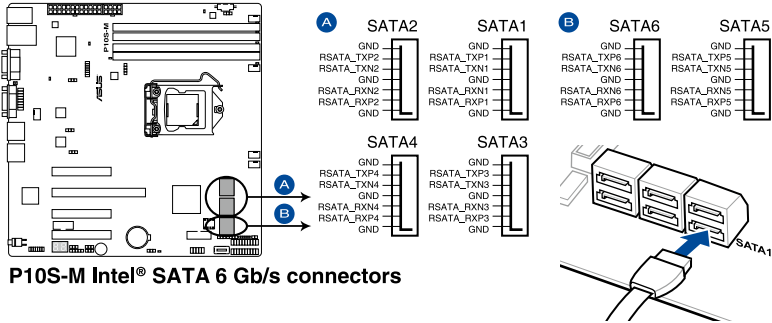 P10S-M
ASUS
A
B
A
SATA2
GND
RSATA_TXP2
RSATA_TXN2
GND
RSATA_RXN2
RSATA_RXP2
GND
SATA1
GND
RSATA_TXP1
RSATA_TXN1
GND
RSATA_RXN1
RSATA_RXP1
GND
SATA4
GND
RSATA_TXP4
RSATA_TXN4
GND
RSATA_RXN4
RSATA_RXP4
GND
SATA3
GND
RSATA_TXP3
RSATA_TXN3
GND
RSATA_RXN3
RSATA_RXP3
GND
B
SATA6
GND
RSATA_TXP6
RSATA_TXN6
GND
RSATA_RXN6
RSATA_RXP6
GND
SATA5
GND
RSATA_TXP5
RSATA_TXN5
GND
RSATA_RXN5
RSATA_RXP5
GND
SATA1
P10S-M Intel® SATA 6 Gb/s connectors